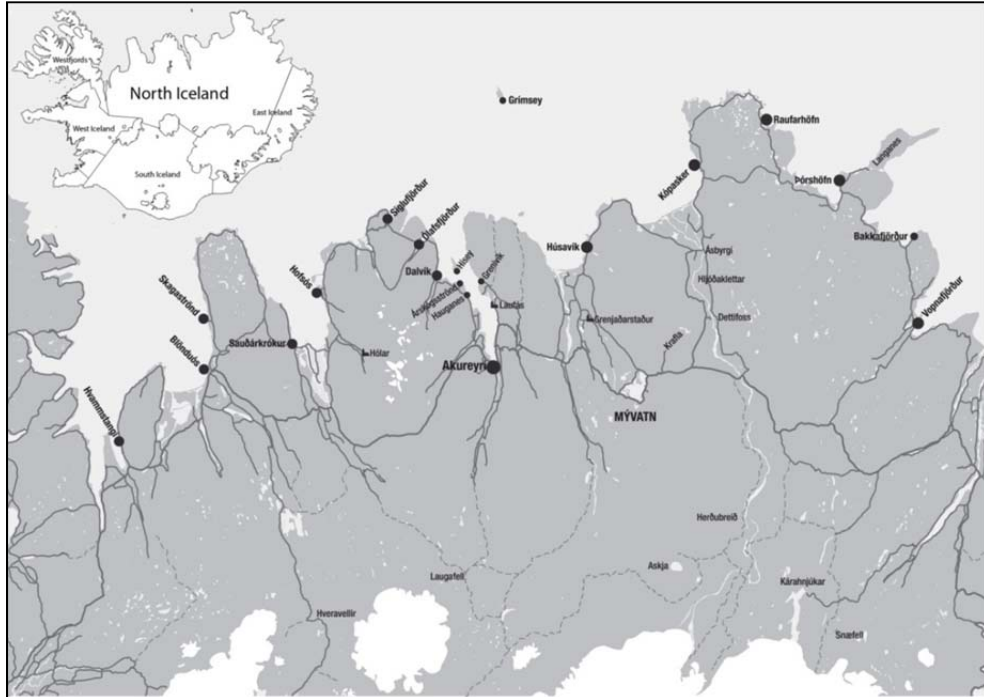 Westfjords
North Iceland
East Iceland
West Iceland
South Iceland
Grímsey
Raufarhöfn
Langanes
Kópasker
Þórshöfn
Siglufjörður
Ólafsfjörður
Húsavík
Bakkafjörður
Ásbyrgi
Hofsós
Dalvík
Hrísey
Grenivík
Hljóðaklettar
Skagaströnd
Árskógsströnd
Hauganes
Laufás
Vopnafjörður
Grenjaðarstaður
Dettifoss
Blönduós
Sauðárkrókur
Hólar
Krafla
Akureyri
Hvammstangi
MÝVATN
Herðubreið
Laugafell
Askja
Kárahnjúkar
Hveravellir
Snæfell